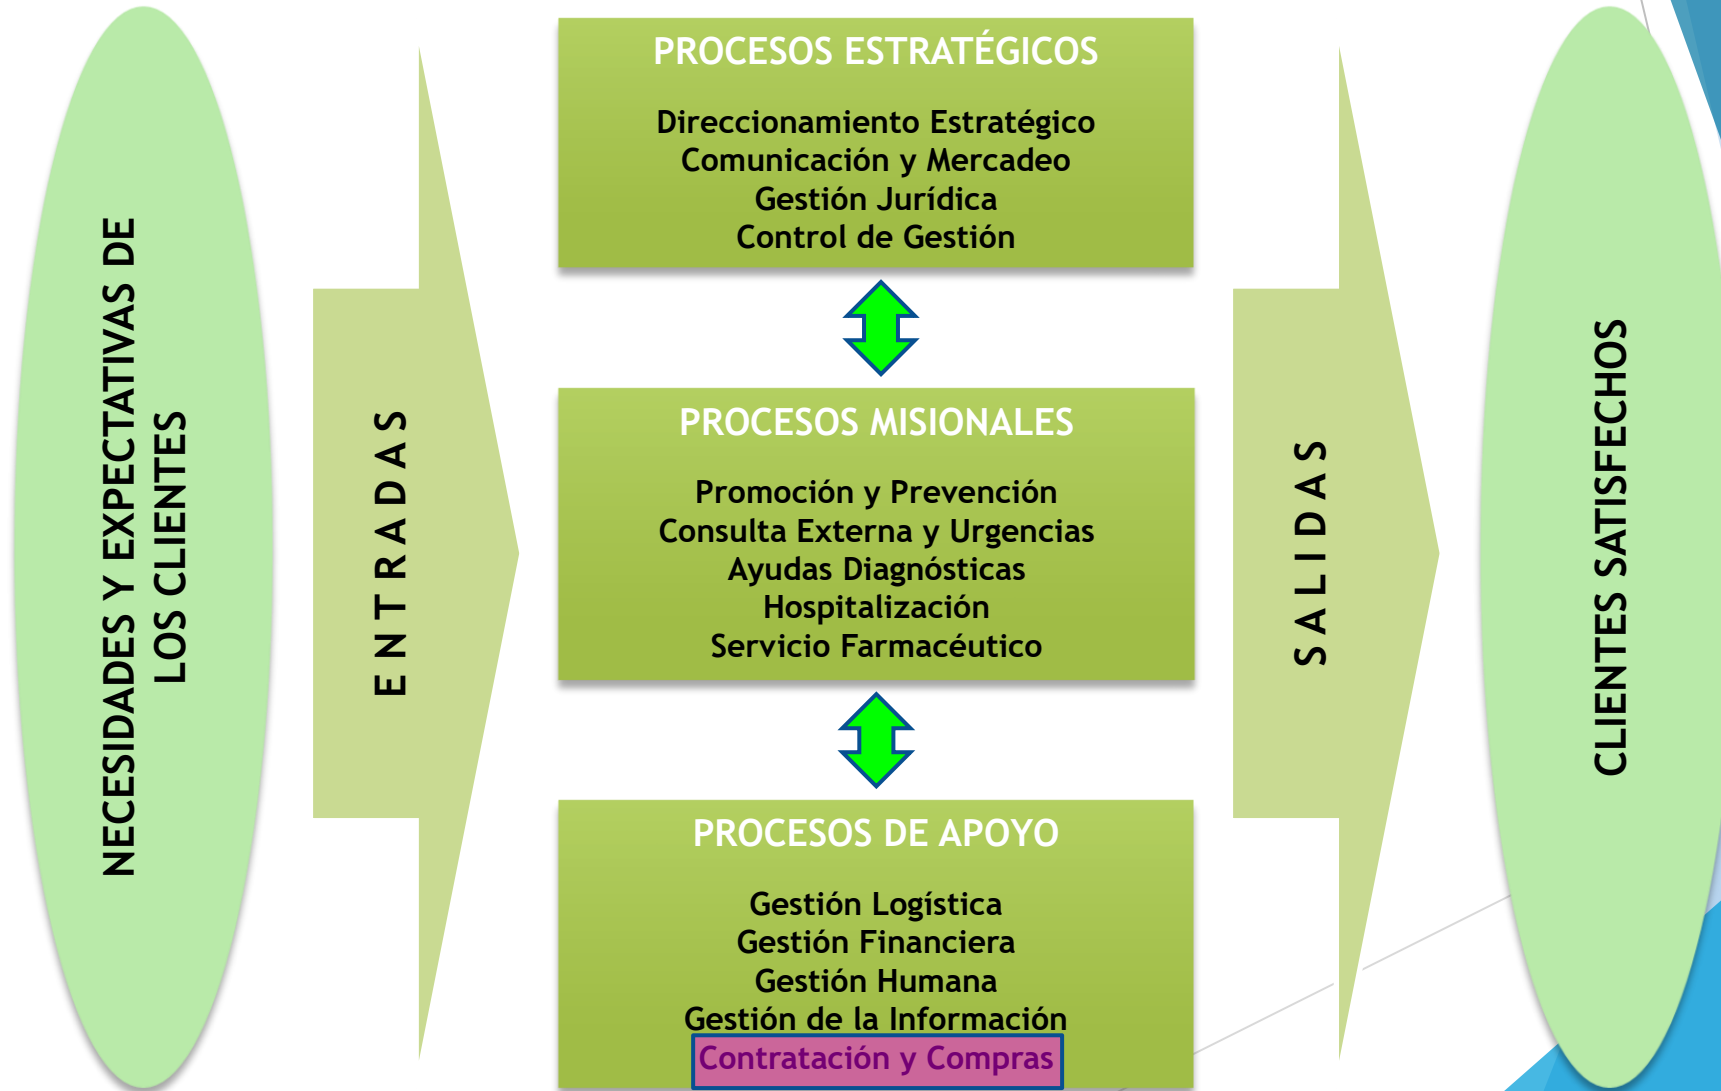 NECESIDADES Y EXPECTATIVAS DE
LOS CLIENTES
E N T R A D A S
PROCESOS ESTRATÉGICOS
Direccionamiento Estratégico
Comunicación y Mercadeo
Gestión Jurídica
Control de Gestión
PROCESOS MISIONALES
Promoción y Prevención
Consulta Externa y Urgencias
Ayudas Diagnósticas
Hospitalización
Servicio Farmacéutico
PROCESOS DE APOYO
Gestión Logística
Gestión Financiera
Gestión Humana
Gestión de la Información
Contratación y Compras
S A L I D A S
CLIENTES SATISFECHOS